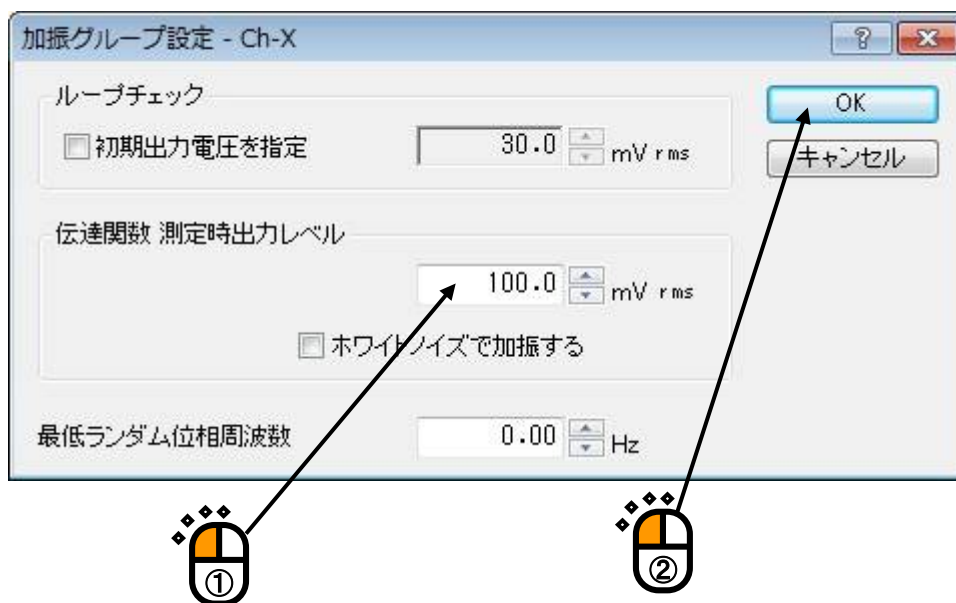 加振グループ設定 - Ch-X
ループチェック
OK
初期出力電圧を指定 30.0 mV rms
キャンセル
伝達関数 測定時出力レベル
100.0 mV rms
ホワイトノイズで加振する
最低ランダム位相周波数 0.00 Hz
① ②